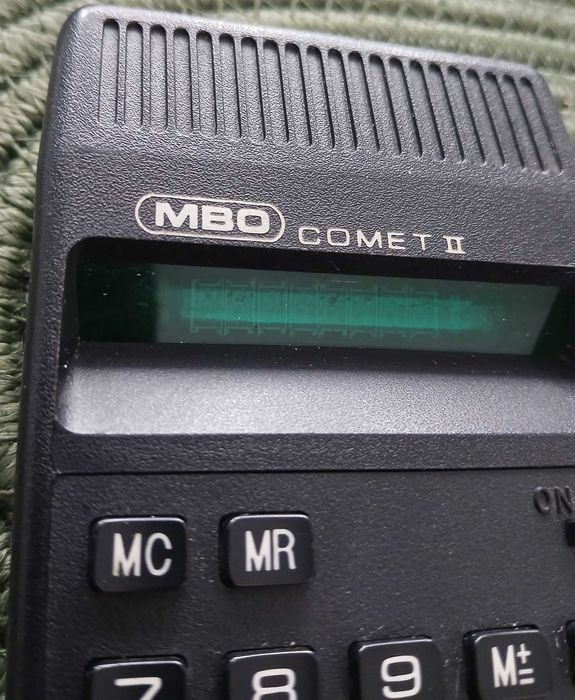 MBO COMET II
ON
MC MR
7 8 9 M±